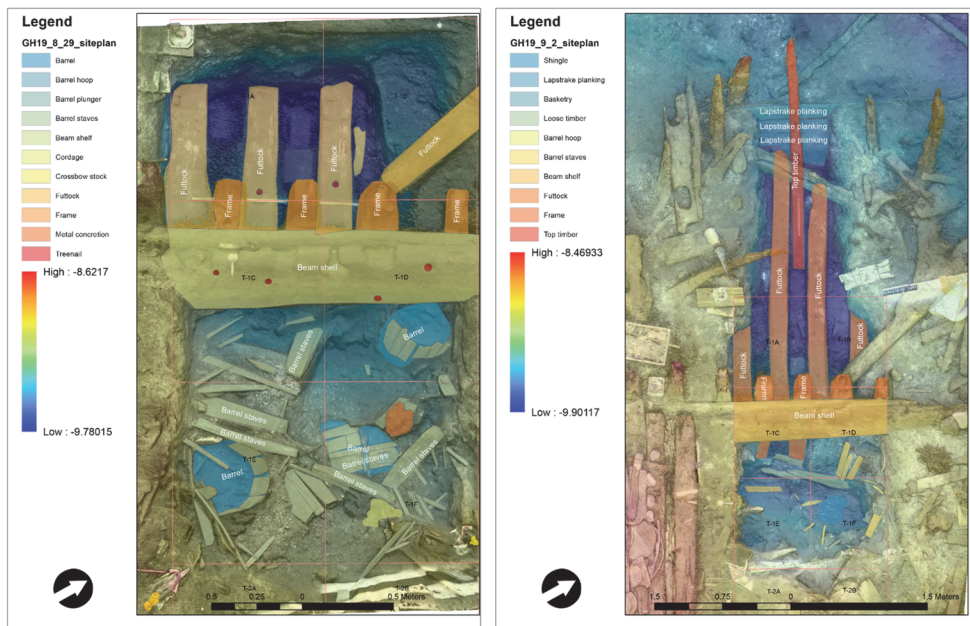 Legend
GH19_8_29_siteplan
Barrel
Barrel hoop
Barrel plunger
Barrel staves
Beam shelf
Cordage
Crossbow stock
Futtock
Frame
Metal concretion
Treenail
High : -8.6217
Low : -9.78015
T-1A
T-1B
Futtock
Futtock
Futtock
Futtock
Frame
Frame
Frame
Frame
Beam shelf
T-1C
T-1D
Barrel
Barrel staves
Barrel staves
Barrel staves
Barrel
Barrel staves
Barrel staves
Barrel staves
T-1E
Barrel
T-1F
T-2A
T-2B
0.5 0.25 0 0.5 Meters
Legend
GH19_9_2_siteplan
Shingle
Lapstrake planking
Basketry
Loose timber
Barrel hoop
Barrel staves
Beam shelf
Futtock
Frame
Top timber
High : -8.46933
Low : -9.90117
Lapstrake planking
Lapstrake planking
Lapstrake planking
Top timber
Futtock
Futtock
Futtock
Futtock
T-1A
Frame
Frame
Beam shelf
T-1C
T-1D
T-1E
T-1F
T-2A
T-2B
1.5 0.75 0 1.5 Meters